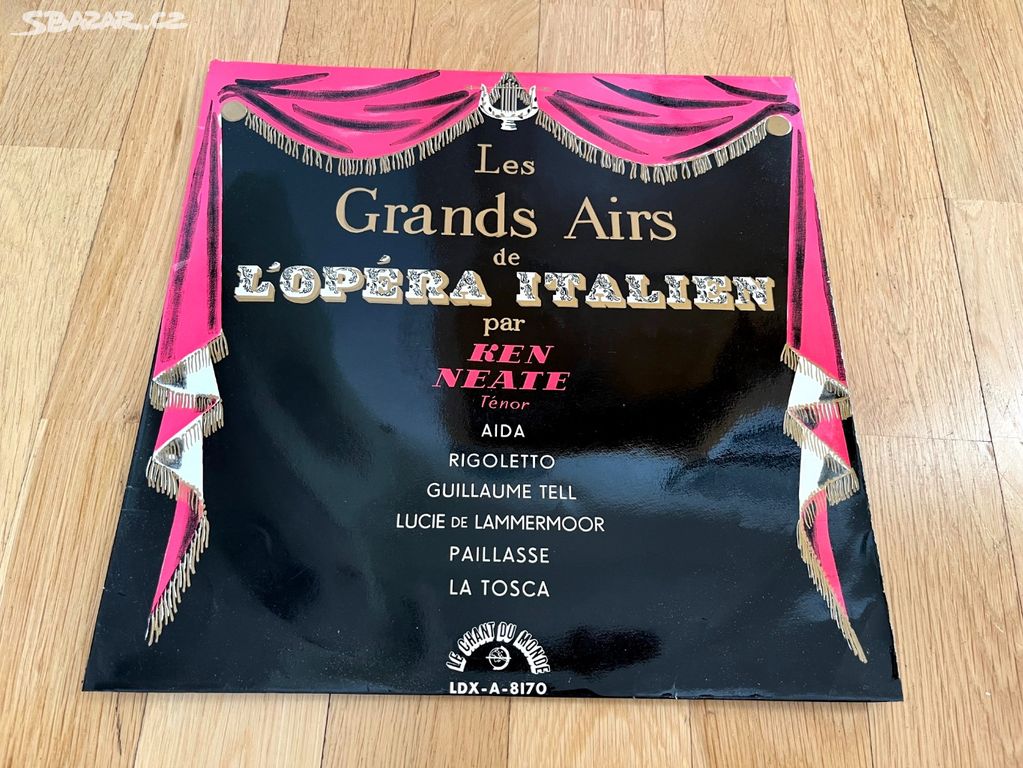 SBAZAR.CZ
Les
Grands Airs
de
L'OPÉRA ITALIEN
par
KEN
NEATE
Ténor
AIDA
RIGOLETTO
GUILLAUME TELL
LUCIE DE LAMMERMOOR
PAILLASSE
LA TOSCA
LE CHANT DU MONDE
LDX-A-8170